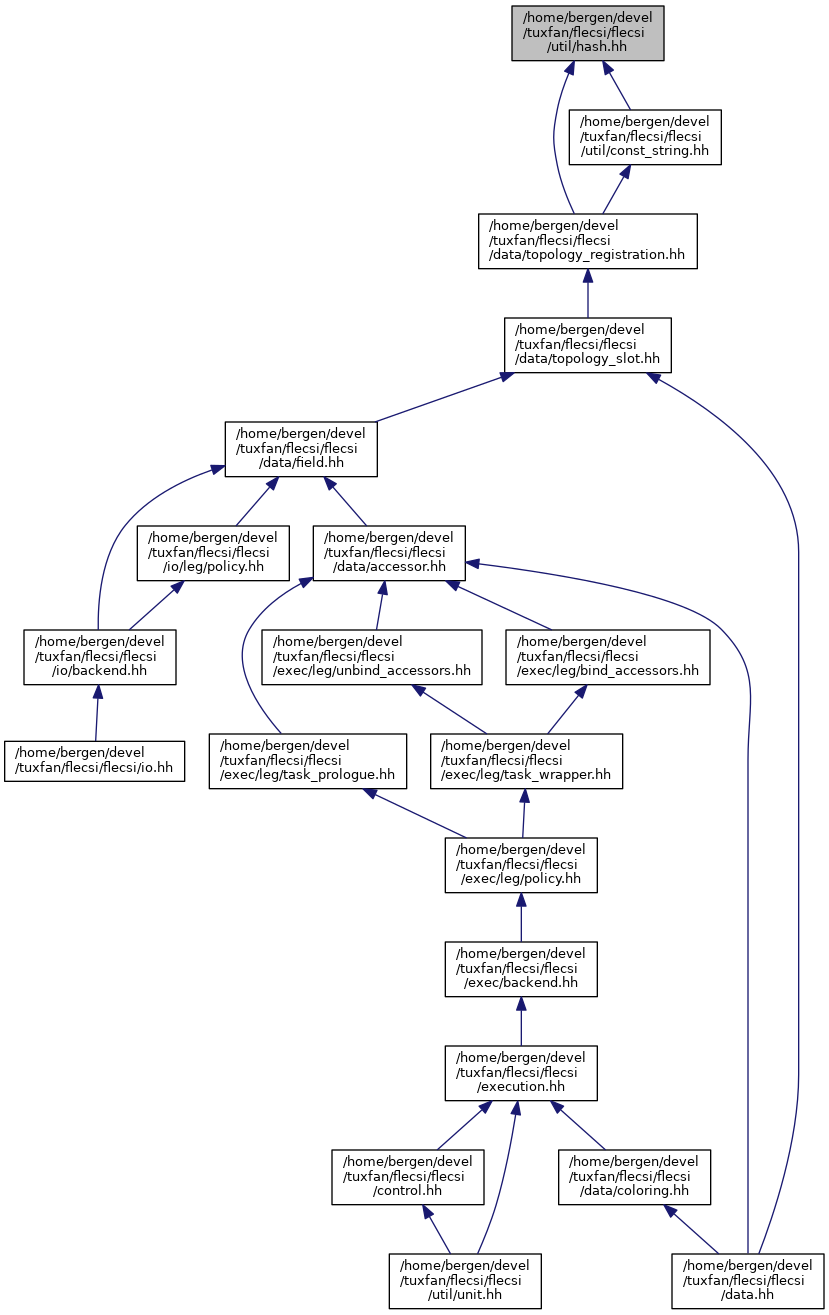 /home/bergen/devel
/tuxfan/flecsi/flecsi
/util/hash.hh
/home/bergen/devel
/tuxfan/flecsi/flecsi
/util/const_string.hh
/home/bergen/devel
/tuxfan/flecsi/flecsi
/data/topology_registration.hh
/home/bergen/devel
/tuxfan/flecsi/flecsi
/data/topology_slot.hh
/home/bergen/devel
/tuxfan/flecsi/flecsi
/data/field.hh
/home/bergen/devel
/tuxfan/flecsi/flecsi
/io/leg/policy.hh
/home/bergen/devel
/tuxfan/flecsi/flecsi
/data/accessor.hh
/home/bergen/devel
/tuxfan/flecsi/flecsi
/io/backend.hh
/home/bergen/devel
/tuxfan/flecsi/flecsi
/exec/leg/unbind_accessors.hh
/home/bergen/devel
/tuxfan/flecsi/flecsi
/exec/leg/bind_accessors.hh
/home/bergen/devel
/tuxfan/flecsi/flecsi/io.hh
/home/bergen/devel
/tuxfan/flecsi/flecsi
/exec/leg/task_prologue.hh
/home/bergen/devel
/tuxfan/flecsi/flecsi
/exec/leg/task_wrapper.hh
/home/bergen/devel
/tuxfan/flecsi/flecsi
/exec/leg/policy.hh
/home/bergen/devel
/tuxfan/flecsi/flecsi
/exec/backend.hh
/home/bergen/devel
/tuxfan/flecsi/flecsi
/execution.hh
/home/bergen/devel
/tuxfan/flecsi/flecsi
/control.hh
/home/bergen/devel
/tuxfan/flecsi/flecsi
/data/coloring.hh
/home/bergen/devel
/tuxfan/flecsi/flecsi
/util/unit.hh
/home/bergen/devel
/tuxfan/flecsi/flecsi
/data.hh